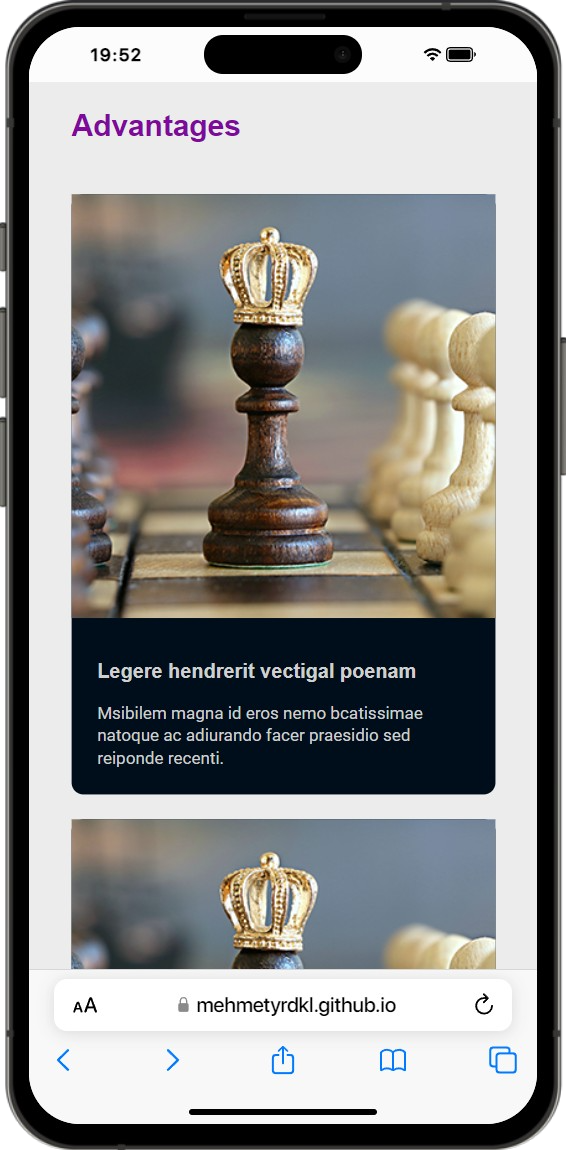 19:52
Advantages
Legere hendrerit vectigal poenam
Msibilem magna id eros nemo bcatissimae
natoque ac adiurando facer praesidio sed
reiponde recenti.
AA
mehmetyrdkl.github.io